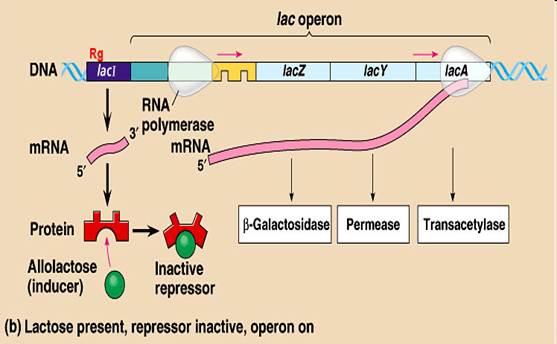 lac operon
Rg
DNA
lacI
lacZ
lacY
lacA
RNA
polymerase
3'
mRNA
5'
mRNA
5'
Protein
β-Galactosidase
Permease
Transacetylase
Allolactose
(inducer)
Inactive
repressor
(b) Lactose present, repressor inactive, operon on